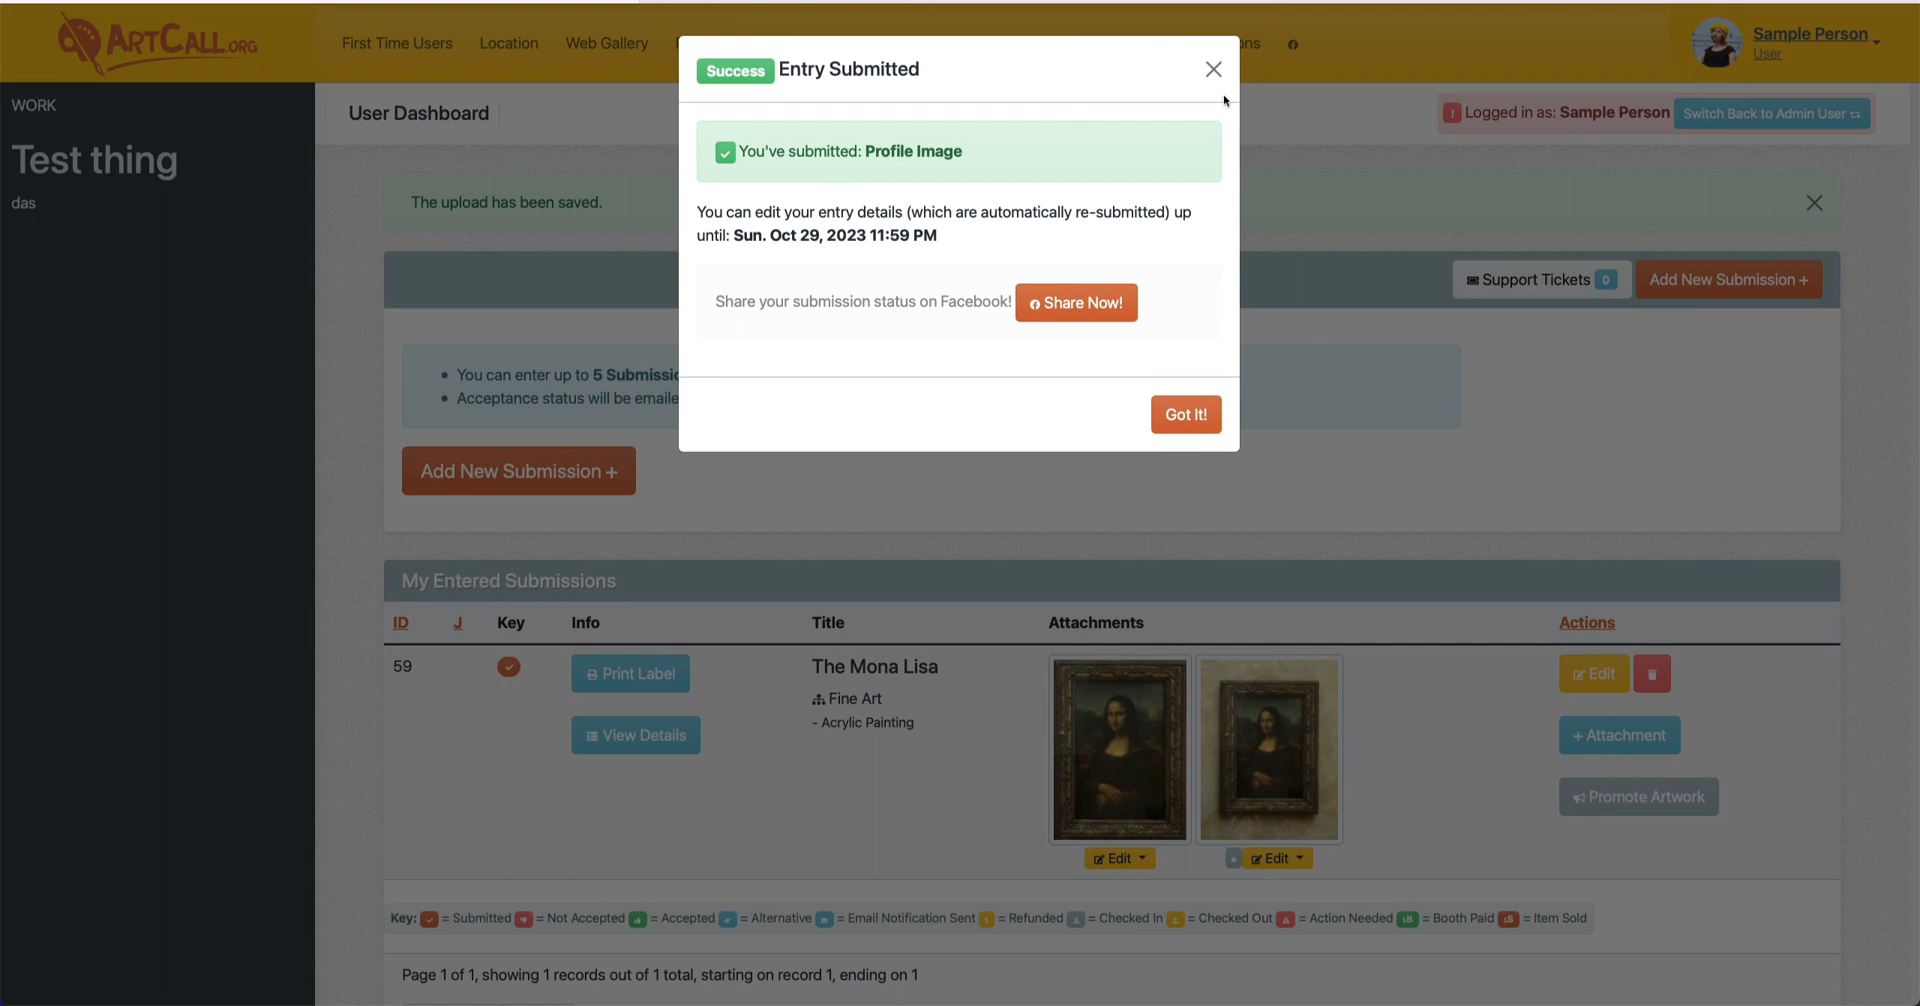 ARTCALL.ORG
First Time Users Location Web Gallery ons
Sample Person
User
WORK
Test thing
das
User Dashboard
Logged in as: Sample Person Switch Back to Admin User
The upload has been saved.
Success Entry Submitted
You've submitted: Profile Image
You can edit your entry details (which are automatically re-submitted) up
until: Sun. Oct 29, 2023 11:59 PM
Share your submission status on Facebook! Share Now!
Got It!
Support Tickets 0 Add New Submission +
You can enter up to 5 Submissio
Acceptance status will be emaile
Add New Submission +
My Entered Submissions
ID J Key Info Title Attachments Actions
59 Print Label The Mona Lisa Edit
Fine Art
- Acrylic Painting
View Details + Attachment
Promote Artwork
Edit Edit
Key: = Submitted = Not Accepted = Accepted = Alternative = Email Notification Sent = Refunded = Checked In = Checked Out = Action Needed $B = Booth Paid $S = Item Sold
Page 1 of 1, showing 1 records out of 1 total, starting on record 1, ending on 1